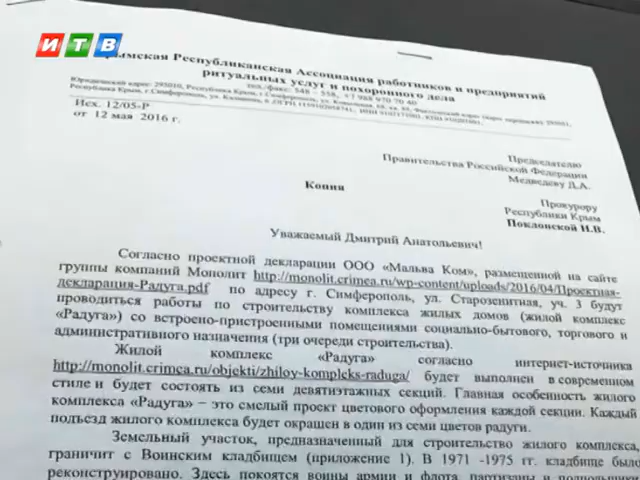 ИТВ
Крымская Республиканская Ассоциация работников и предприятий
ритуальных услуг и похоронного дела
Исх. 12/05-Р
от 12 мая 2016 г.
Председателю
Правительства Российской Федерации
Медведеву Д.А.
Копия
Прокурору
Республики Крым
Поклонской Н.В.
Уважаемый Дмитрий Анатольевич!
Согласно проектной декларации ООО «Мальва Ком», размещенной на сайте
группы компаний Монолит http://monolit.crimea.ru/wp-content/uploads/2016/04/Проектная-
декларация-Радуга.pdf по адресу г. Симферополь, ул. Старозенитная, уч. 3 будут
проводиться работы по строительству комплекса жилых домов (жилой комплекс
«Радуга») со встроенно-пристроенными помещениями социально-бытового, торгового и
административного назначения (три очереди строительства).
Жилой комплекс «Радуга» согласно интернет-источника
http://monolit.crimea.ru/objekti/zhiloy-kompleks-raduga/ будет выполнен в современном
стиле и будет состоять из семи девятиэтажных секций. Главная особенность жилого
комплекса «Радуга» – это смелый проект цветового оформления каждой секции. Каждый
подъезд жилого комплекса будет окрашен в один из семи цветов радуги.
Земельный участок, предназначенный для строительство жилого комплекса,
граничит с Воинским кладбищем (приложение 1). В 1971 -1975 гг. кладбище было
реконструировано. Здесь покоятся воины армии и флота, партизаны и подпольщики